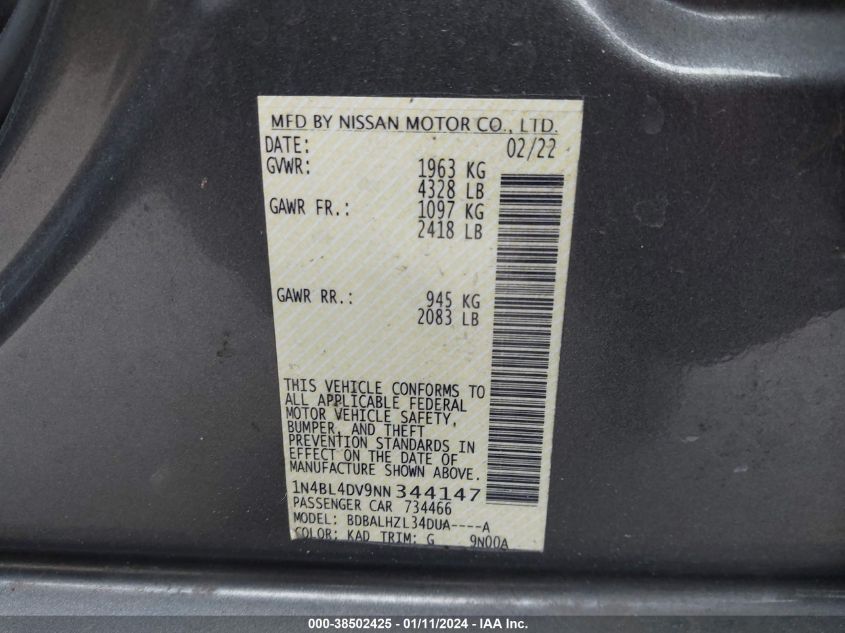 MFD BY NISSAN MOTOR CO., LTD.
DATE: 02/22
GVWR: 1963 KG
4328 LB
GAWR FR.: 1097 KG
2418 LB
GAWR RR.: 945 KG
2083 LB
THIS VEHICLE CONFORMS TO
ALL APPLICABLE FEDERAL
MOTOR VEHICLE SAFETY,
BUMPER, AND THEFT
PREVENTION STANDARDS IN
EFFECT ON THE DATE OF
MANUFACTURE SHOWN ABOVE.
1N4BL4DV9NN344147
PASSENGER CAR 734466
MODEL: BDBALHZL34DUA----A
COLOR: KAD TRIM: G 9N00A
000-38502425 - 01/11/2024 - IAA Inc.